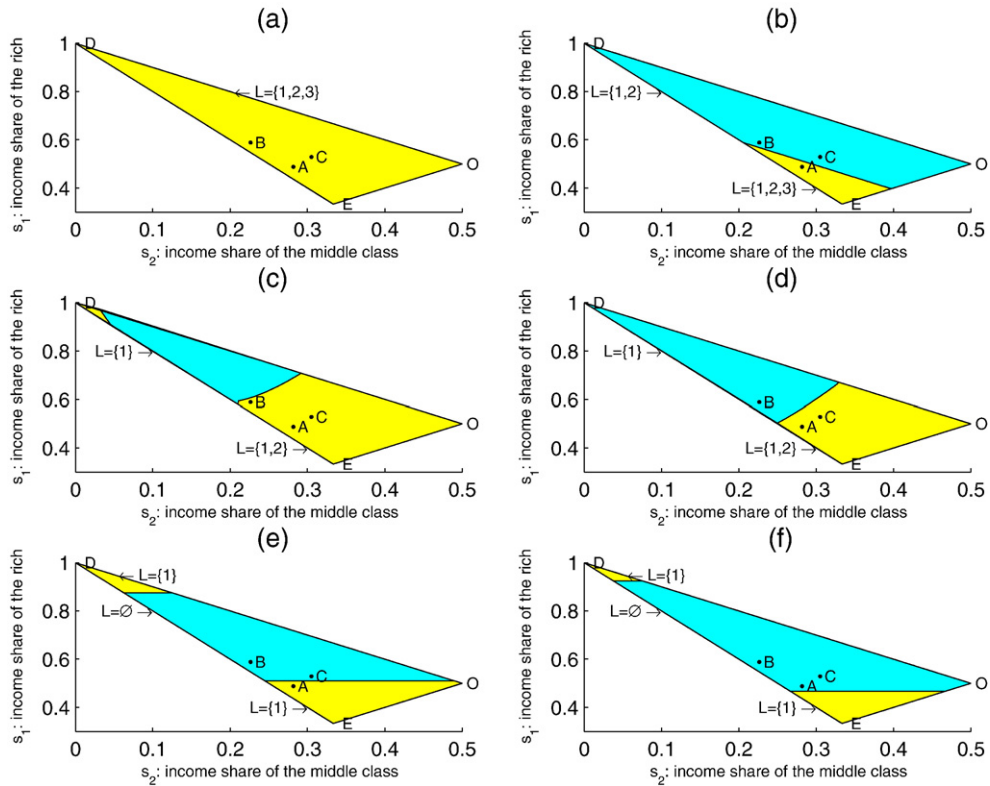 (a)
(b)
s₁: income share of the rich
1
0.8
0.6
0.4
D
← L={1,2,3}
B
C
A
O
E
0 0.1 0.2 0.3 0.4 0.5
s₂: income share of the middle class
s₁: income share of the rich
1
0.8
0.6
0.4
D
L={1,2} →
B
C
A
O
L={1,2,3} →
E
0 0.1 0.2 0.3 0.4 0.5
s₂: income share of the middle class
(c)
(d)
s₁: income share of the rich
1
0.8
0.6
0.4
D
L={1} →
B
C
A
O
L={1,2} →
E
0 0.1 0.2 0.3 0.4 0.5
s₂: income share of the middle class
s₁: income share of the rich
1
0.8
0.6
0.4
D
L={1} →
B
C
A
O
L={1,2} →
E
0 0.1 0.2 0.3 0.4 0.5
s₂: income share of the middle class
(e)
(f)
s₁: income share of the rich
1
0.8
0.6
0.4
D
← L={1}
L=∅ →
B
C
A
O
L={1} →
E
0 0.1 0.2 0.3 0.4 0.5
s₂: income share of the middle class
s₁: income share of the rich
1
0.8
0.6
0.4
D
← L={1}
L=∅ →
B
C
A
O
L={1} →
E
0 0.1 0.2 0.3 0.4 0.5
s₂: income share of the middle class